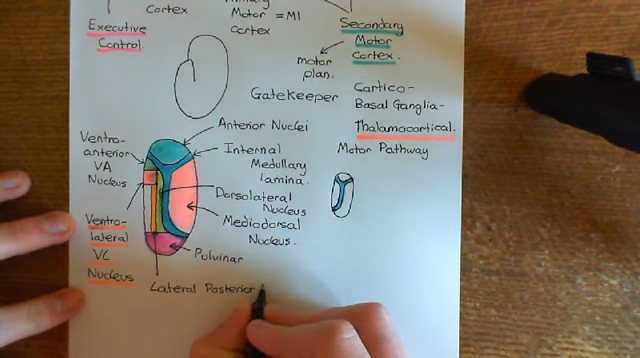 Cortex
Motor = M1
cortex
Executive
Control.
Secondary
Motor
Cortex.
Motor
plan.
GateKeeper
Cortico-
Basal Ganglia-
Thalamocortical.
Motor Pathway
Anterior Nuclei
Internal
Medullary
lamina.
Ventro-
anterior
VA
Nucleus
Dorsolateral
Nucleus
Mediodorsal
Nucleus.
Ventro-
lateral
VL
Nucleus
Pulvinar
Lateral Posterior